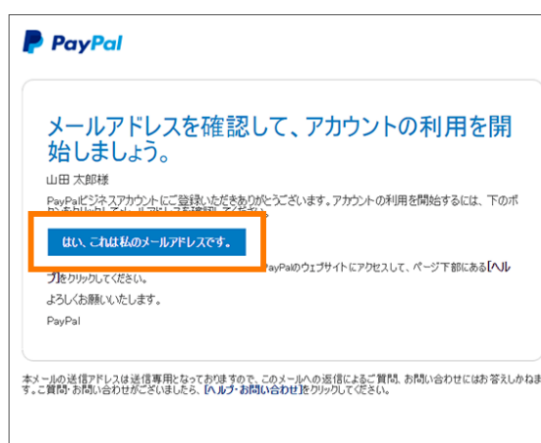 PayPal
メールアドレスを確認して、アカウントの利用を開
始しましょう。
山田 太郎様
PayPalビジネスアカウントにご登録いただきありがとうございます。アカウントの利用を開始するには、下のボ
はい、これは私のメールアドレスです。
PayPalのウェブサイトにアクセスして、ページ下部にある[ヘル
プ]をクリックしてください。
よろしくお願いいたします。
PayPal
本メールの送信アドレスは送信専用となっておりますので、このメールへの返信によるご質問、お問い合わせにはお答えしかねま
す。ご質問・お問い合わせがございましたら、[ヘルプ・お問い合わせ]をクリックしてください。